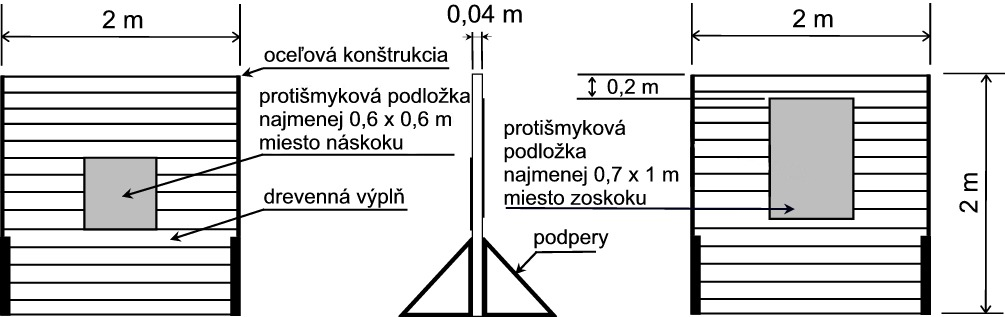 2 m
oceľová konštrukcia
protišmyková podložka
najmenej 0,6 x 0,6 m
miesto náskoku
drevenná výplň
0,04 m
podpery
2 m
0,2 m
protišmyková
podložka
najmenej 0,7 x 1 m
miesto zoskoku
2 m